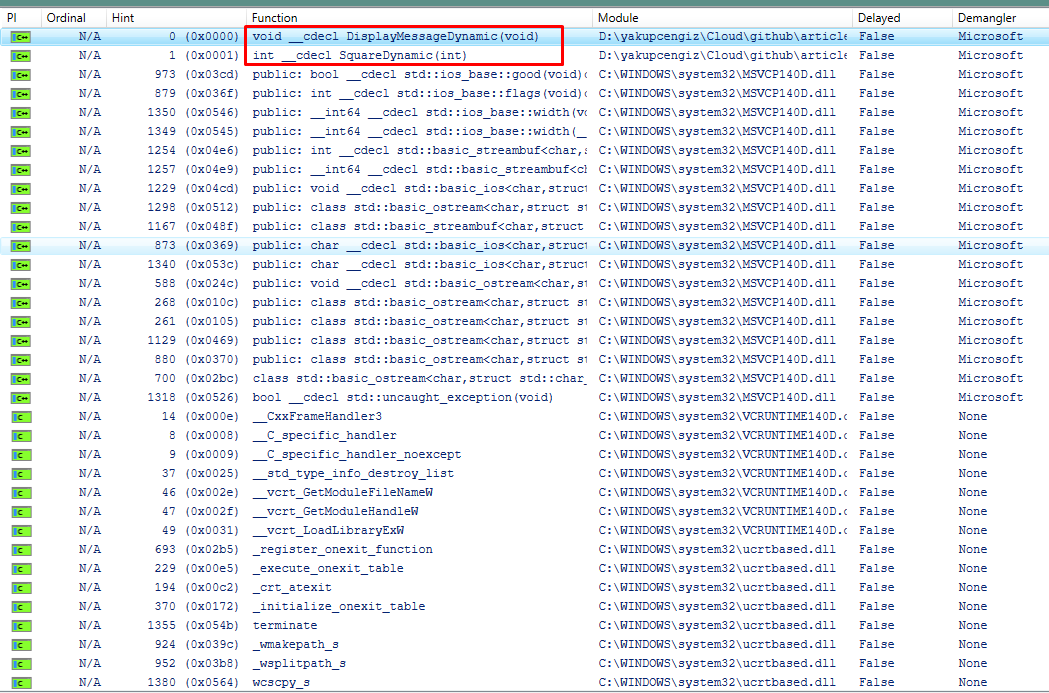 PI Ordinal Hint Function Module Delayed Demangler
C++ N/A 0 (0x0000) void __cdecl DisplayMessageDynamic(void) D:\yakupcengiz\Cloud\github\article False Microsoft
C++ N/A 1 (0x0001) int __cdecl SquareDynamic(int) D:\yakupcengiz\Cloud\github\article False Microsoft
C++ N/A 973 (0x03cd) public: bool __cdecl std::ios_base::good(void)c C:\WINDOWS\system32\MSVCP140D.dll False Microsoft
C++ N/A 879 (0x036f) public: int __cdecl std::ios_base::flags(void)c C:\WINDOWS\system32\MSVCP140D.dll False Microsoft
C++ N/A 1350 (0x0546) public: __int64 __cdecl std::ios_base::width(vo C:\WINDOWS\system32\MSVCP140D.dll False Microsoft
C++ N/A 1349 (0x0545) public: __int64 __cdecl std::ios_base::width(__ C:\WINDOWS\system32\MSVCP140D.dll False Microsoft
C++ N/A 1254 (0x04e6) public: int __cdecl std::basic_streambuf<char,s C:\WINDOWS\system32\MSVCP140D.dll False Microsoft
C++ N/A 1257 (0x04e9) public: __int64 __cdecl std::basic_streambuf<ch C:\WINDOWS\system32\MSVCP140D.dll False Microsoft
C++ N/A 1229 (0x04cd) public: void __cdecl std::basic_ios<char,struct C:\WINDOWS\system32\MSVCP140D.dll False Microsoft
C++ N/A 1298 (0x0512) public: class std::basic_ostream<char,struct st C:\WINDOWS\system32\MSVCP140D.dll False Microsoft
C++ N/A 1167 (0x048f) public: class std::basic_streambuf<char,struct C:\WINDOWS\system32\MSVCP140D.dll False Microsoft
C++ N/A 873 (0x0369) public: char __cdecl std::basic_ios<char,struct C:\WINDOWS\system32\MSVCP140D.dll False Microsoft
C++ N/A 1340 (0x053c) public: char __cdecl std::basic_ios<char,struct C:\WINDOWS\system32\MSVCP140D.dll False Microsoft
C++ N/A 588 (0x024c) public: void __cdecl std::basic_ostream<char,st C:\WINDOWS\system32\MSVCP140D.dll False Microsoft
C++ N/A 268 (0x010c) public: class std::basic_ostream<char,struct st C:\WINDOWS\system32\MSVCP140D.dll False Microsoft
C++ N/A 261 (0x0105) public: class std::basic_ostream<char,struct st C:\WINDOWS\system32\MSVCP140D.dll False Microsoft
C++ N/A 1129 (0x0469) public: class std::basic_ostream<char,struct st C:\WINDOWS\system32\MSVCP140D.dll False Microsoft
C++ N/A 880 (0x0370) public: class std::basic_ostream<char,struct st C:\WINDOWS\system32\MSVCP140D.dll False Microsoft
C++ N/A 700 (0x02bc) class std::basic_ostream<char,struct std::char_ C:\WINDOWS\system32\MSVCP140D.dll False Microsoft
C++ N/A 1318 (0x0526) bool __cdecl std::uncaught_exception(void) C:\WINDOWS\system32\MSVCP140D.dll False Microsoft
C N/A 14 (0x000e) __CxxFrameHandler3 C:\WINDOWS\system32\VCRUNTIME140D.d False None
C N/A 8 (0x0008) __C_specific_handler C:\WINDOWS\system32\VCRUNTIME140D.d False None
C N/A 9 (0x0009) __C_specific_handler_noexcept C:\WINDOWS\system32\VCRUNTIME140D.d False None
C N/A 37 (0x0025) __std_type_info_destroy_list C:\WINDOWS\system32\VCRUNTIME140D.d False None
C N/A 46 (0x002e) __vcrt_GetModuleFileNameW C:\WINDOWS\system32\VCRUNTIME140D.d False None
C N/A 47 (0x002f) __vcrt_GetModuleHandleW C:\WINDOWS\system32\VCRUNTIME140D.d False None
C N/A 49 (0x0031) __vcrt_LoadLibraryExW C:\WINDOWS\system32\VCRUNTIME140D.d False None
C N/A 693 (0x02b5) _register_onexit_function C:\WINDOWS\system32\ucrtbased.dll False None
C N/A 229 (0x00e5) _execute_onexit_table C:\WINDOWS\system32\ucrtbased.dll False None
C N/A 194 (0x00c2) _crt_atexit C:\WINDOWS\system32\ucrtbased.dll False None
C N/A 370 (0x0172) _initialize_onexit_table C:\WINDOWS\system32\ucrtbased.dll False None
C N/A 1355 (0x054b) terminate C:\WINDOWS\system32\ucrtbased.dll False None
C N/A 924 (0x039c) _wmakepath_s C:\WINDOWS\system32\ucrtbased.dll False None
C N/A 952 (0x03b8) _wsplitpath_s C:\WINDOWS\system32\ucrtbased.dll False None
C N/A 1380 (0x0564) wcscpy_s C:\WINDOWS\system32\ucrtbased.dll False None